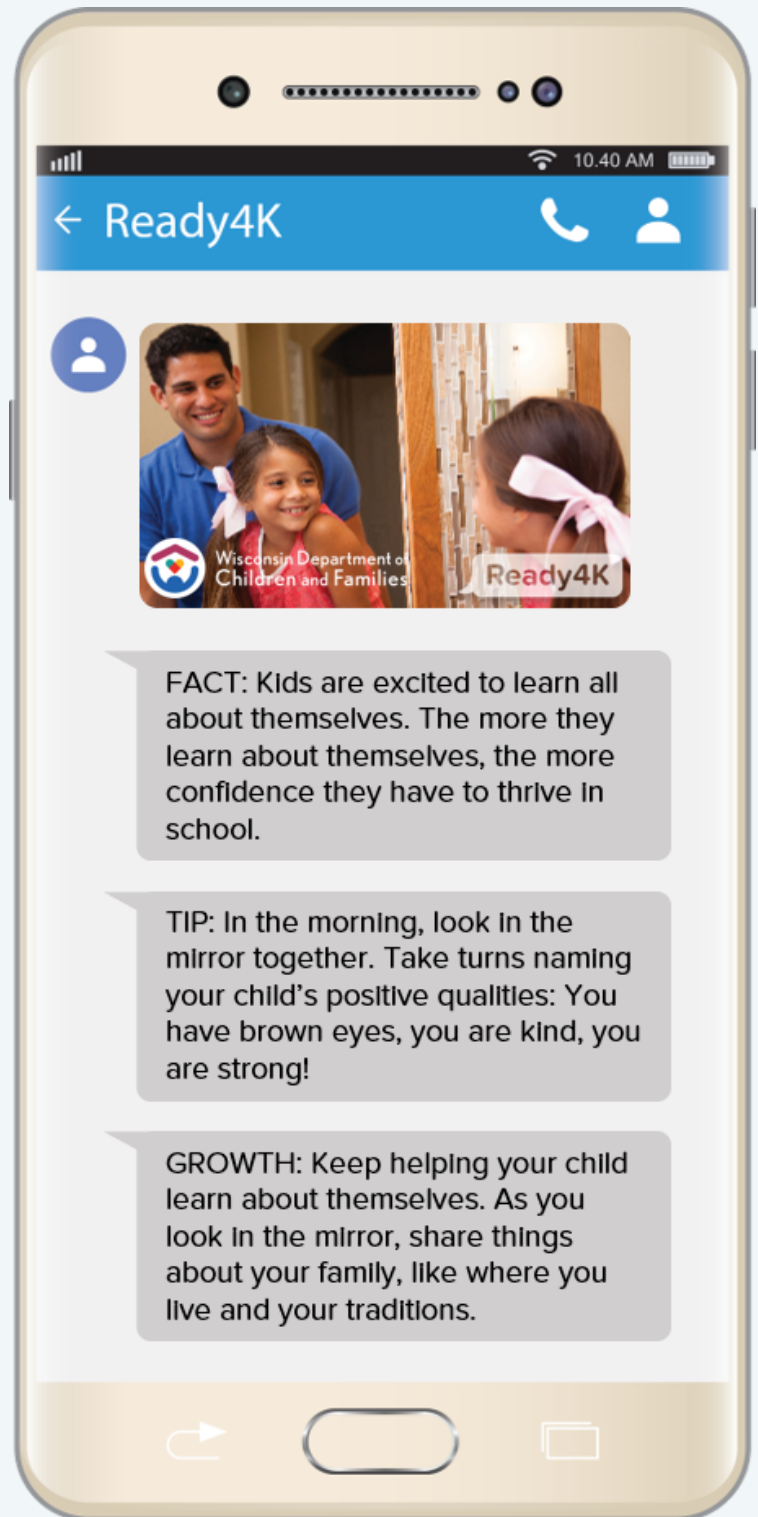 10.40 AM
Ready4K
Wisconsin Department of
Children and Families
Ready4K
FACT: Kids are excited to learn all
about themselves. The more they
learn about themselves, the more
confidence they have to thrive in
school.
TIP: In the morning, look in the
mirror together. Take turns naming
your child’s positive qualities: You
have brown eyes, you are kind, you
are strong!
GROWTH: Keep helping your child
learn about themselves. As you
look in the mirror, share things
about your family, like where you
live and your traditions.